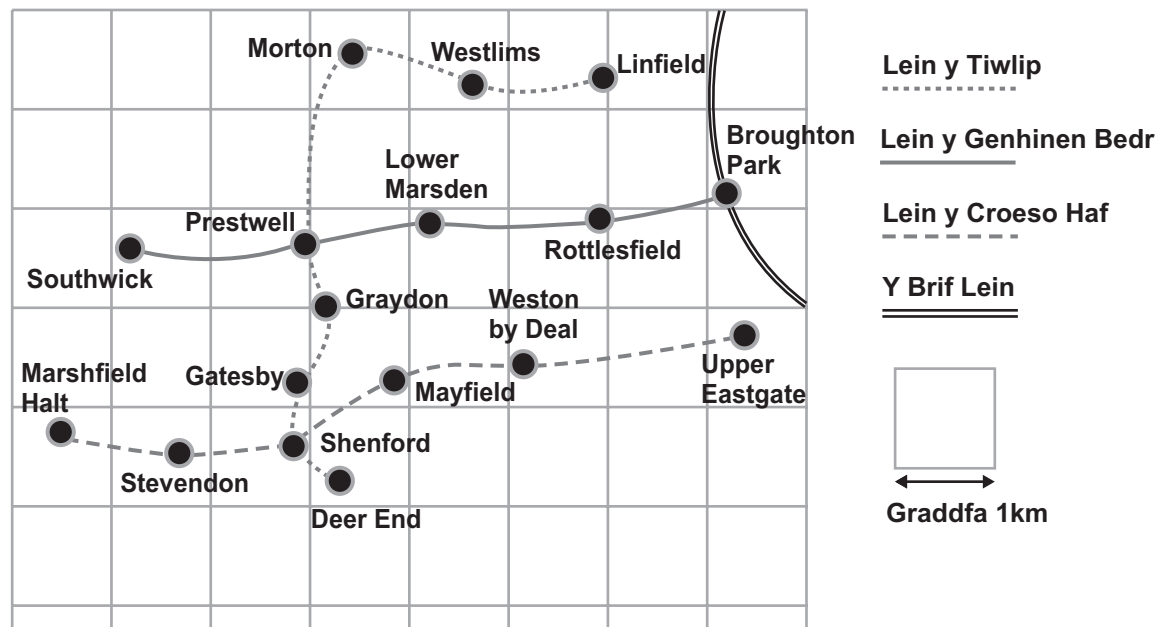 Morton
Westlims
Linfield
Broughton
Park
Lower
Marsden
Prestwell
Rottlesfield
Southwick
Graydon
Weston
by Deal
Marshfield
Halt
Gatesby
Mayfield
Upper
Eastgate
Shenford
Stevendon
Deer End
Lein y Tiwlip
Lein y Genhinen Bedr
Lein y Croeso Haf
Y Brif Lein
Graddfa 1km